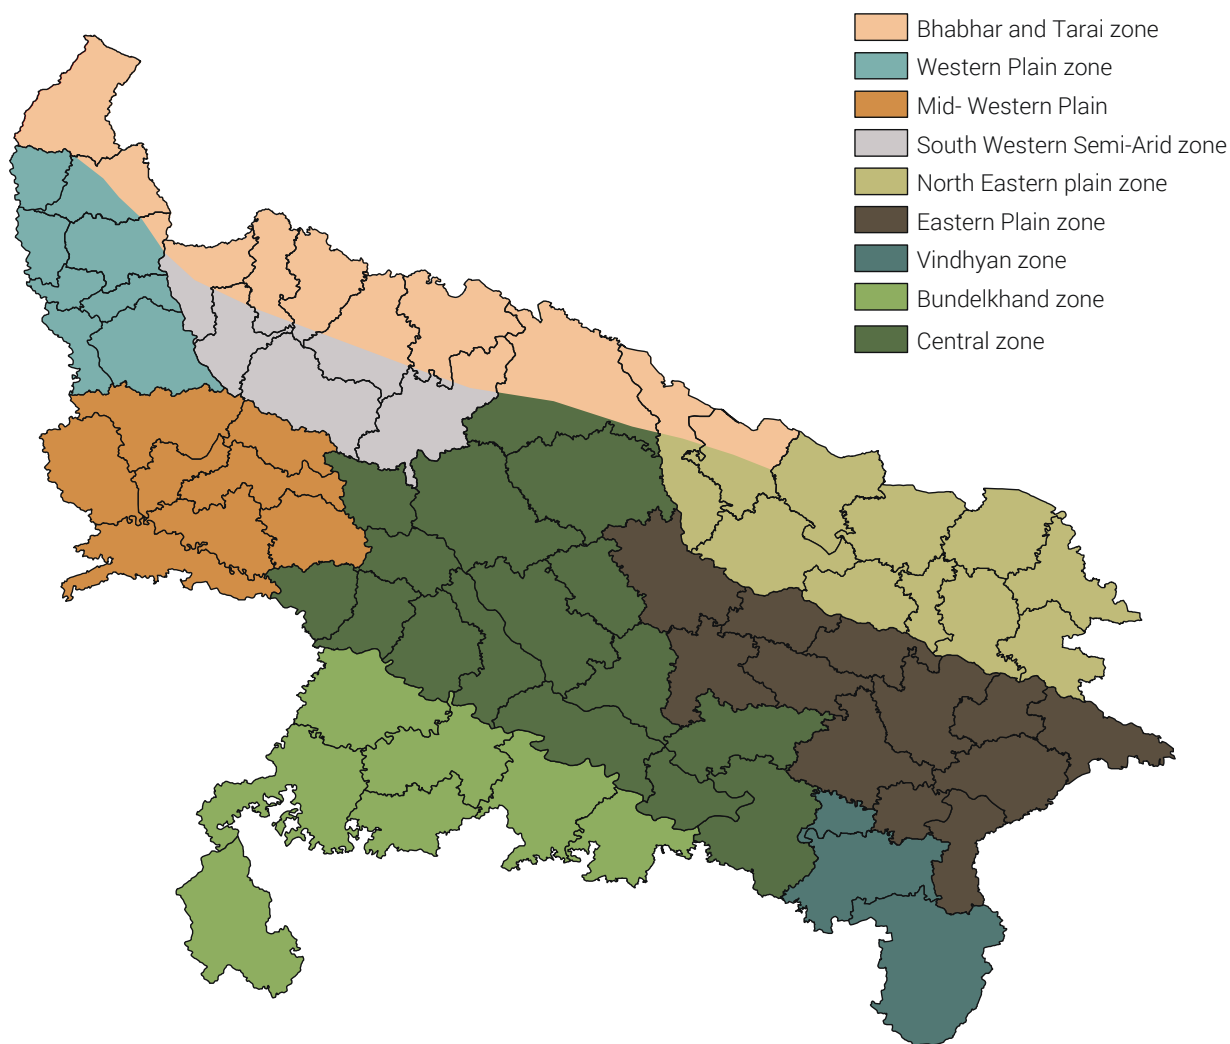 Bhabhar and Tarai zone
Western Plain zone
Mid- Western Plain
South Western Semi-Arid zone
North Eastern plain zone
Eastern Plain zone
Vindhyan zone
Bundelkhand zone
Central zone